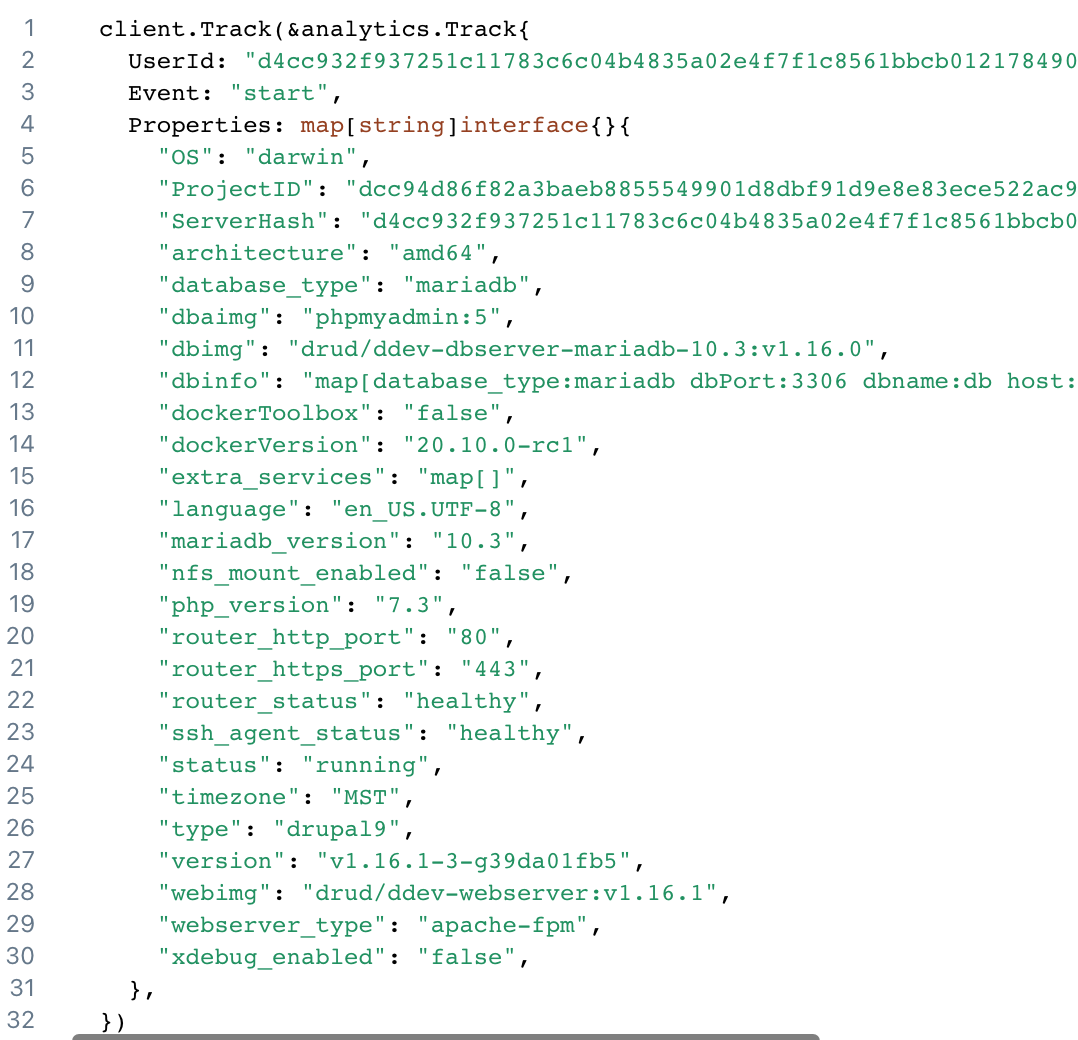 1 client.Track(&analytics.Track{
2 UserId: "d4cc932f937251c11783c6c04b4835a02e4f7f1c8561bbcb012178490
3 Event: "start",
4 Properties: map[string]interface{}{
5 "OS": "darwin",
6 "ProjectID": "dcc94d86f82a3baeb8855549901d8dbf91d9e8e83ece522ac9
7 "ServerHash": "d4cc932f937251c11783c6c04b4835a02e4f7f1c8561bbcb0
8 "architecture": "amd64",
9 "database_type": "mariadb",
10 "dbaimg": "phpmyadmin:5",
11 "dbimg": "drud/ddev-dbserver-mariadb-10.3:v1.16.0",
12 "dbinfo": "map[database_type:mariadb dbPort:3306 dbname:db host:
13 "dockerToolbox": "false",
14 "dockerVersion": "20.10.0-rc1",
15 "extra_services": "map[]",
16 "language": "en_US.UTF-8",
17 "mariadb_version": "10.3",
18 "nfs_mount_enabled": "false",
19 "php_version": "7.3",
20 "router_http_port": "80",
21 "router_https_port": "443",
22 "router_status": "healthy",
23 "ssh_agent_status": "healthy",
24 "status": "running",
25 "timezone": "MST",
26 "type": "drupal9",
27 "version": "v1.16.1-3-g39da01fb5",
28 "webimg": "drud/ddev-webserver:v1.16.1",
29 "webserver_type": "apache-fpm",
30 "xdebug_enabled": "false",
31 },
32 })